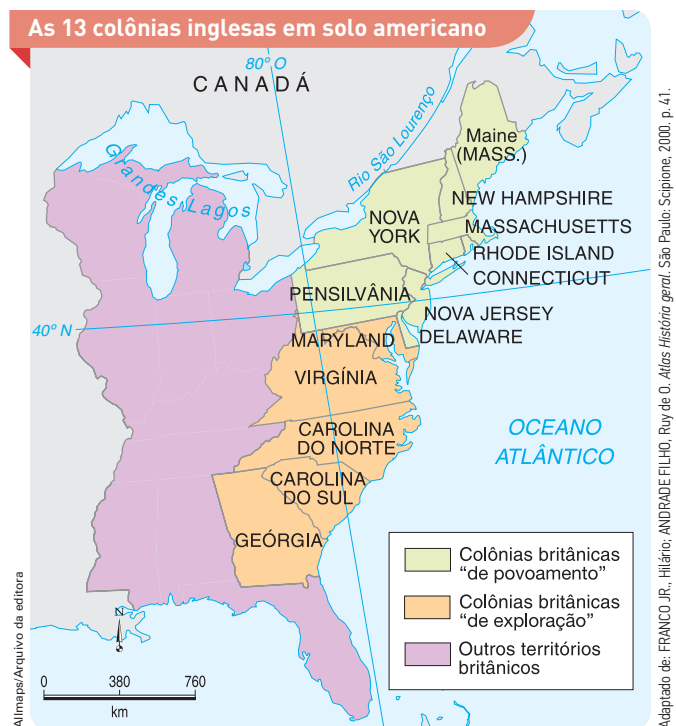 As 13 colônias inglesas em solo americano
80º O
CANADÁ
Grandes Lagos
Rio São Lourenço
Maine
(MASS.)
NEW HAMPSHIRE
NOVA
YORK
MASSACHUSETTS
RHODE ISLAND
CONNECTICUT
PENSILVÂNIA
NOVA JERSEY
40º N
MARYLAND
DELAWARE
VIRGÍNIA
CAROLINA
DO NORTE
OCEANO
ATLÂNTICO
CAROLINA
DO SUL
GEÓRGIA
Colônias britânicas
“de povoamento”
Colônias britânicas
“de exploração”
Outros territórios
britânicos
N
0 380 760
km
Allmaps/Arquivo da editora
Adaptado de: FRANCO JR., Hilário; ANDRADE FILHO, Ruy de O. Atlas História geral. São Paulo: Scipione, 2000. p. 41.